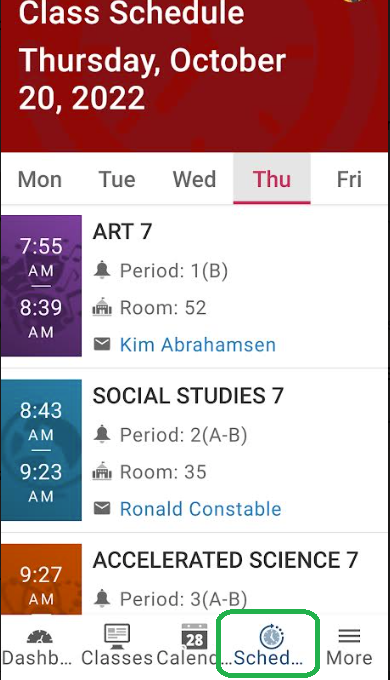 Class Schedule
Thursday, October
20, 2022
Mon Tue Wed Thu Fri
7:55
AM
8:39
AM
ART 7
Period: 1(B)
Room: 52
Kim Abrahamsen
8:43
AM
9:23
AM
SOCIAL STUDIES 7
Period: 2(A-B)
Room: 35
Ronald Constable
9:27
AM
ACCELERATED SCIENCE 7
Period: 3(A-B)
28
Dashb... Classes Calend... Sched... More